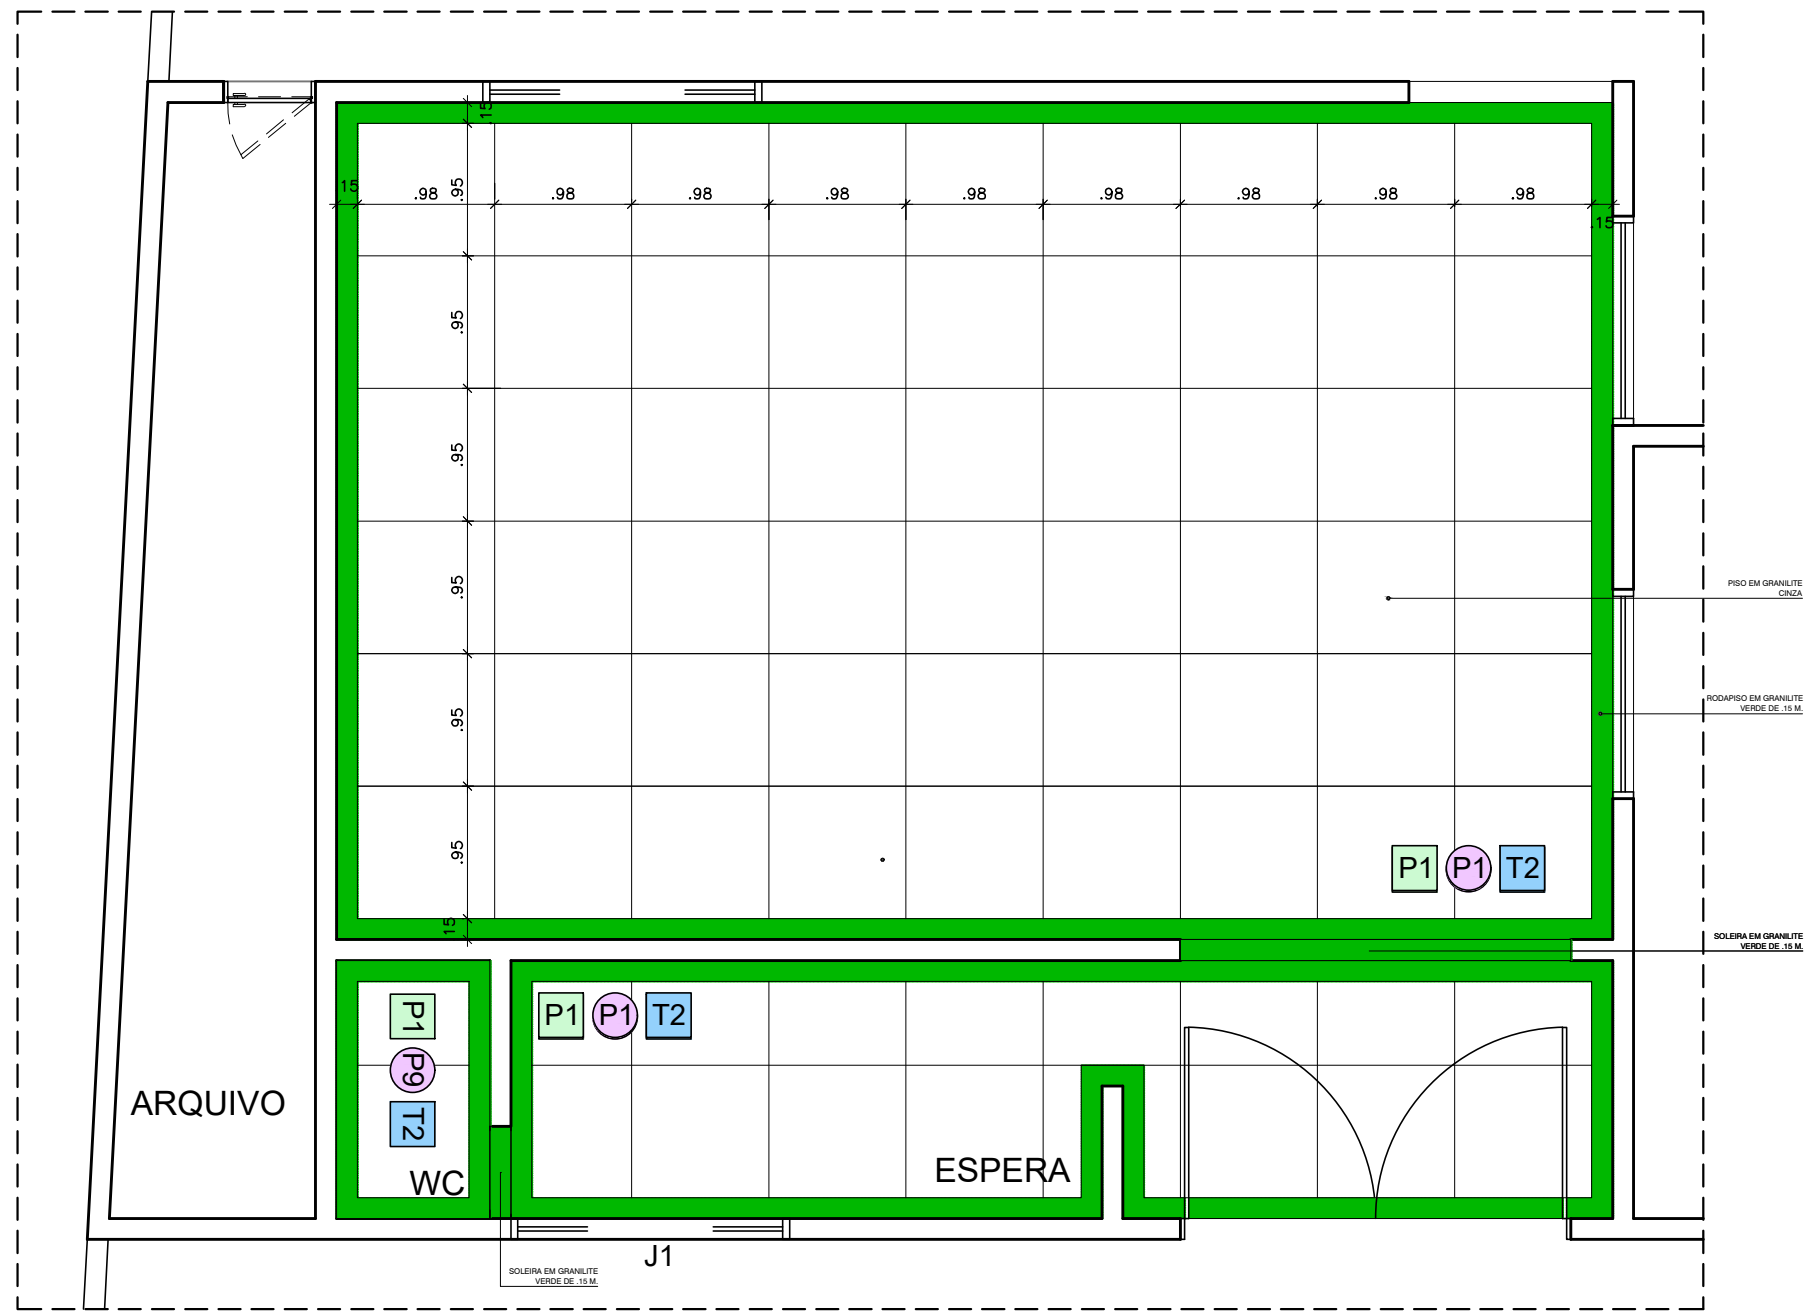 .15
.15
.98
.98
.98
.98
.98
.98
.98
.98
.98
.15
.95
.95
.95
.95
.95
.95
.15
PISO EM GRANILITE
CINZA
RODAPISO EM GRANILITE
VERDE DE .15 M.
P1 P1 T2
SOLEIRA EM GRANILITE
VERDE DE .15 M.
P1
P9
T2
P1 P1 T2
ARQUIVO
WC
ESPERA
J1
SOLEIRA EM GRANILITE
VERDE DE .15 M.